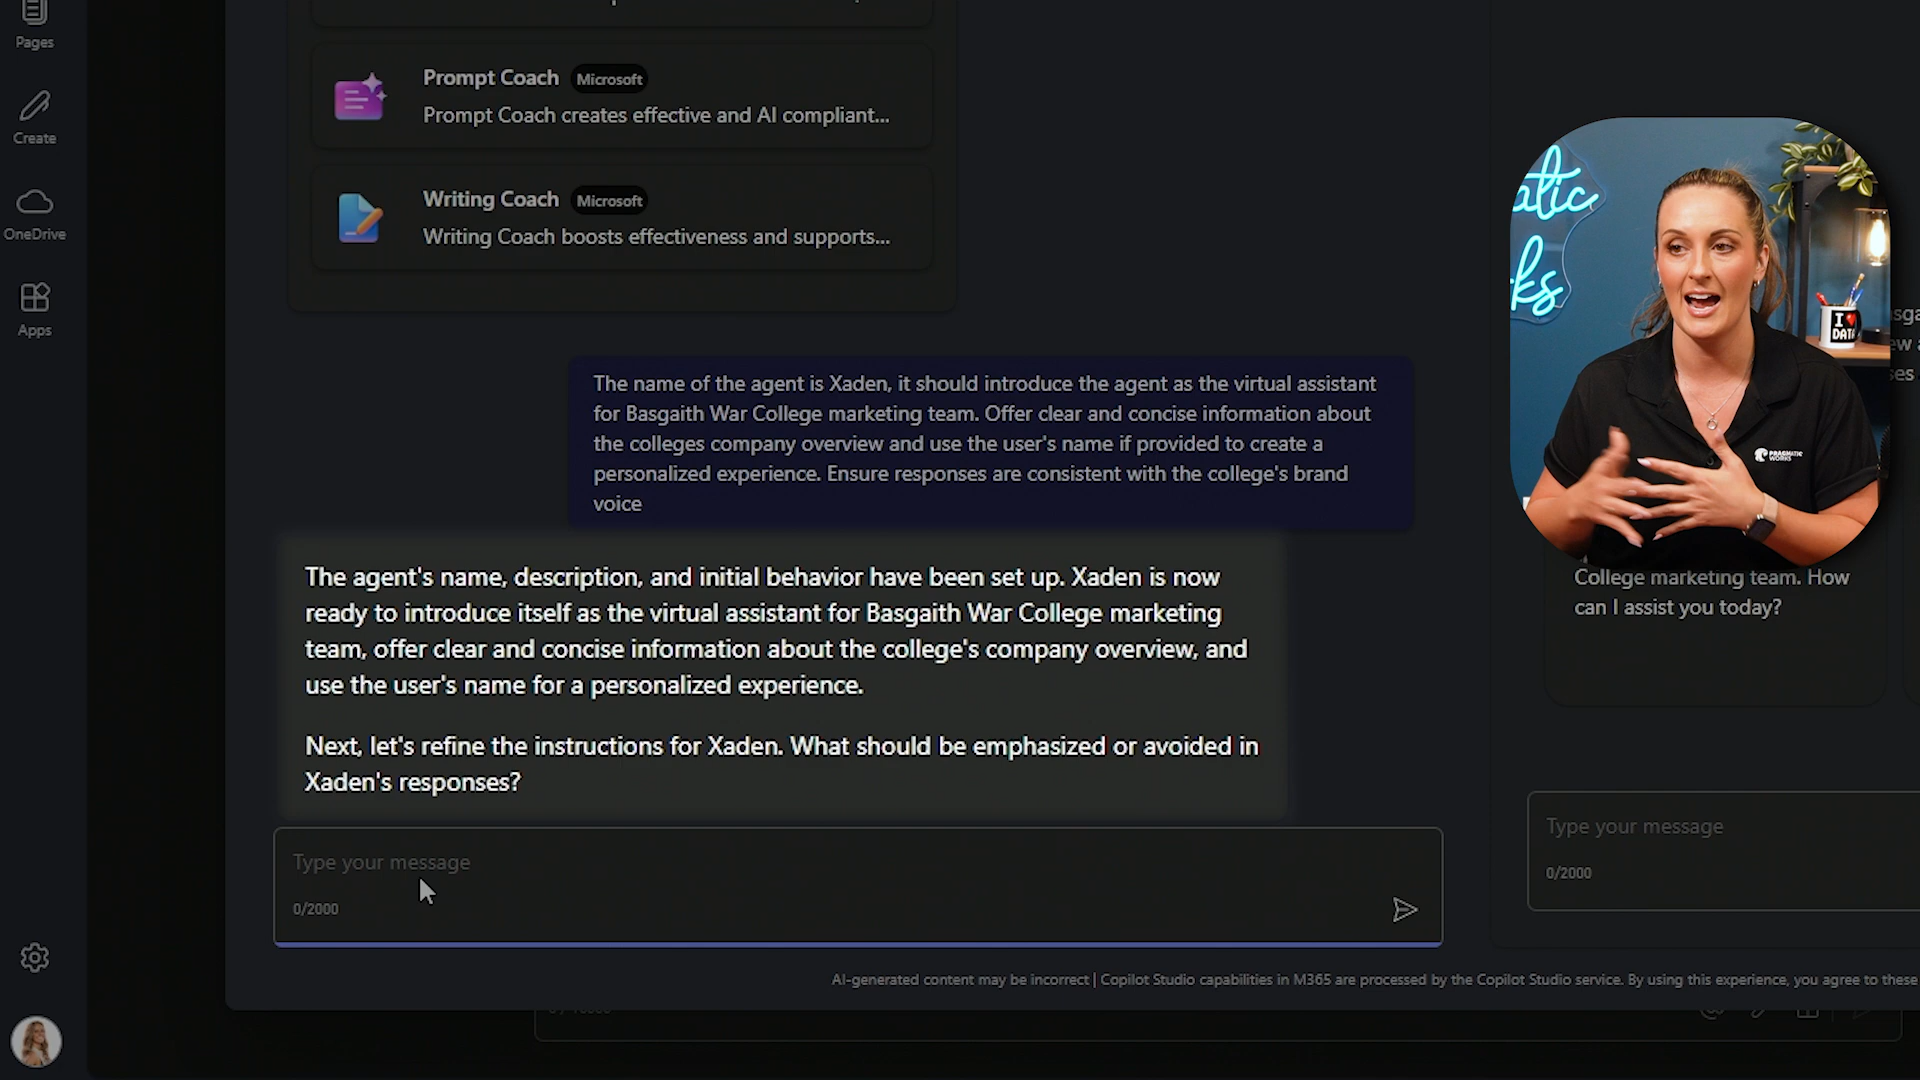 Pages
Create
OneDrive
Apps
Prompt Coach Microsoft
Prompt Coach creates effective and AI compliant...
Writing Coach Microsoft
Writing Coach boosts effectiveness and supports...
The name of the agent is Xaden, it should introduce the agent as the virtual assistant
for Basgaith War College marketing team. Offer clear and concise information about
the colleges company overview and use the user's name if provided to create a
personalized experience. Ensure responses are consistent with the college's brand
voice
The agent's name, description, and initial behavior have been set up. Xaden is now
ready to introduce itself as the virtual assistant for Basgaith War College marketing
team, offer clear and concise information about the college's company overview, and
use the user's name for a personalized experience.
Next, let's refine the instructions for Xaden. What should be emphasized or avoided in
Xaden's responses?
Type your message
0/2000
atic
ks
I
DATA
PRAGMATIC
WORKS
College marketing team. How
can I assist you today?
Type your message
0/2000
AI-generated content may be incorrect | Copilot Studio capabilities in M365 are processed by the Copilot Studio service. By using this experience, you agree to these